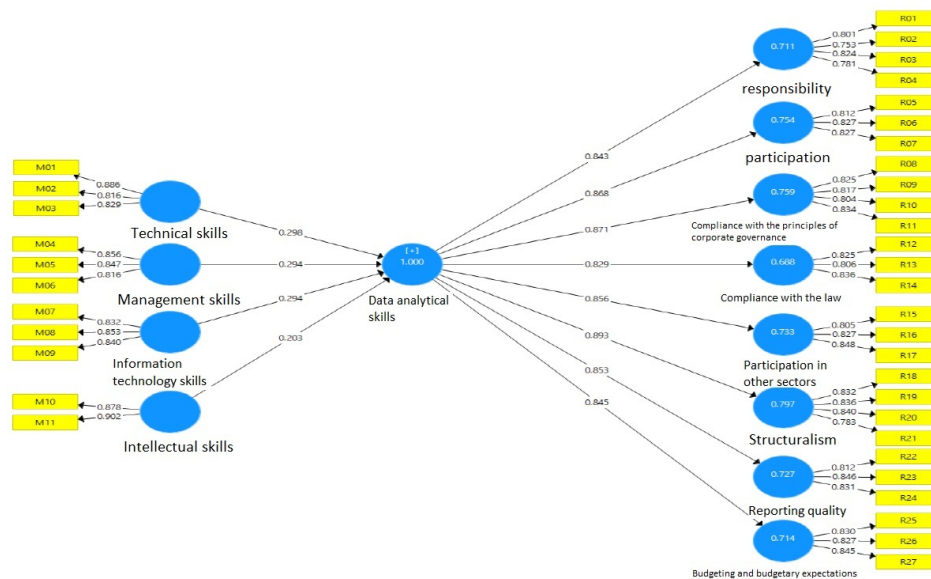 M01
M02
M03
0.886
0.816
0.829
Technical skills
M04
M05
M06
0.856
0.847
0.816
Management skills
M07
M08
M09
0.832
0.853
0.840
Information
technology skills
M10
M11
0.878
0.902
Intellectual skills
0.298
0.294
0.294
0.203
[+]
1.000
Data analytical
skills
0.843
0.868
0.871
0.829
0.856
0.893
0.853
0.845
0.711
responsibility
0.801
0.753
0.824
0.781
R01
R02
R03
R04
0.754
participation
0.812
0.827
0.827
R05
R06
R07
0.759
Compliance with the principles of
corporate governance
0.825
0.817
0.804
0.834
R08
R09
R10
R11
0.688
Compliance with the law
0.825
0.806
0.836
R12
R13
R14
0.733
Participation in
other sectors
0.805
0.827
0.848
R15
R16
R17
0.797
Structuralism
0.832
0.836
0.840
0.783
R18
R19
R20
R21
0.727
Reporting quality
0.812
0.846
0.831
R22
R23
R24
0.714
Budgeting and budgetary expectations
0.830
0.827
0.845
R25
R26
R27